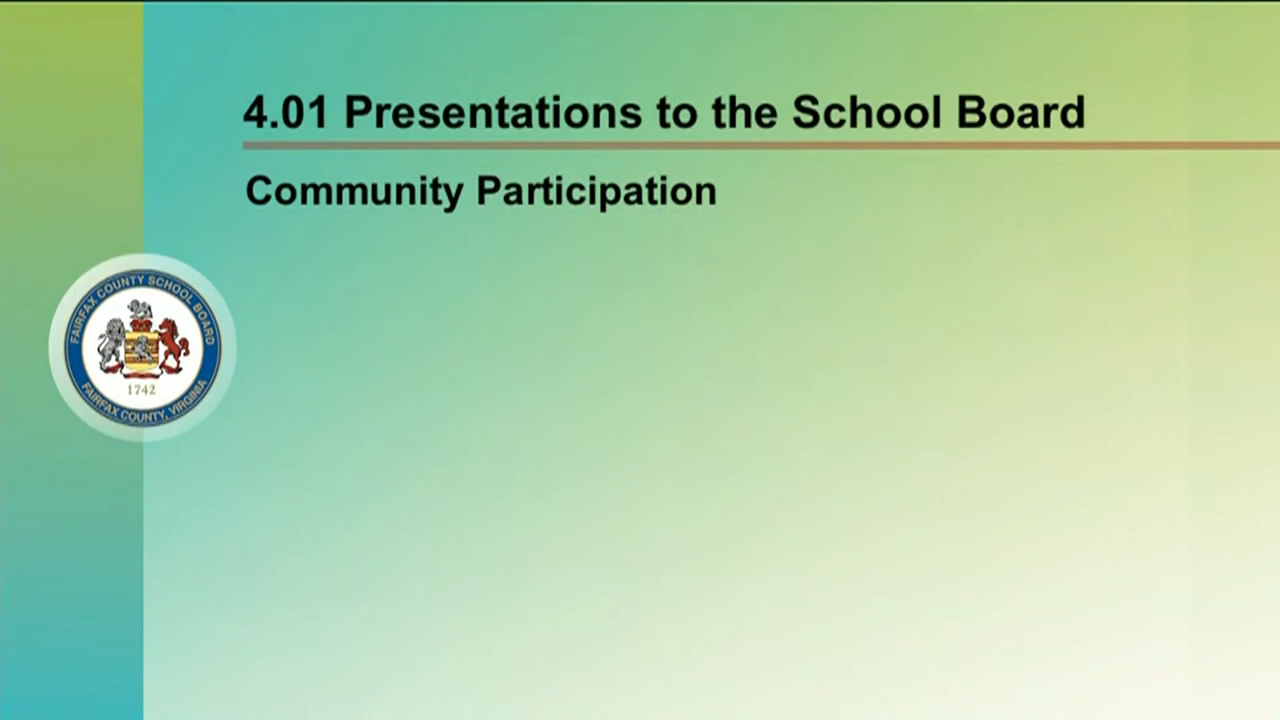 4.01 Presentations to the School Board
Community Participation
FAIRFAX COUNTY SCHOOL BOARD
1742
FAIRFAX COUNTY, VIRGINIA